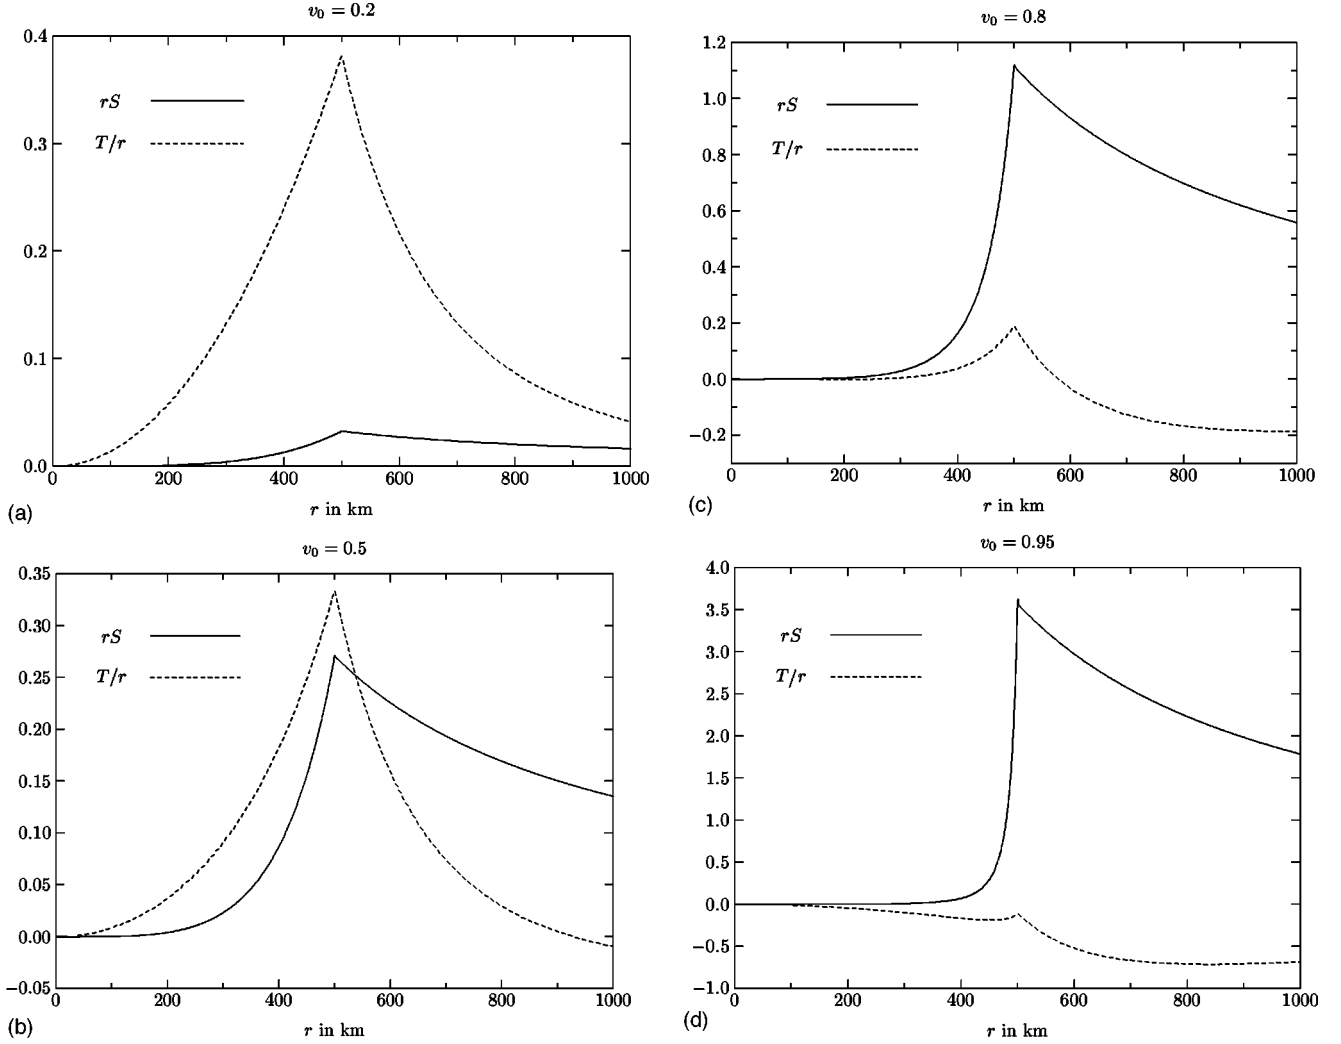 v₀ = 0.2
0.4
0.3
0.2
0.1
0.0
rS
T/r
0 200 400 600 800 1000
r in km
(a)
v₀ = 0.5
0.35
0.30
0.25
0.20
0.15
0.10
0.05
0.00
−0.05
rS
T/r
0 200 400 600 800 1000
r in km
(b)
v₀ = 0.8
1.2
1.0
0.8
0.6
0.4
0.2
0.0
−0.2
rS
T/r
0 200 400 600 800 1000
r in km
(c)
v₀ = 0.95
4.0
3.5
3.0
2.5
2.0
1.5
1.0
0.5
0.0
−0.5
−1.0
rS
T/r
0 200 400 600 800 1000
r in km
(d)